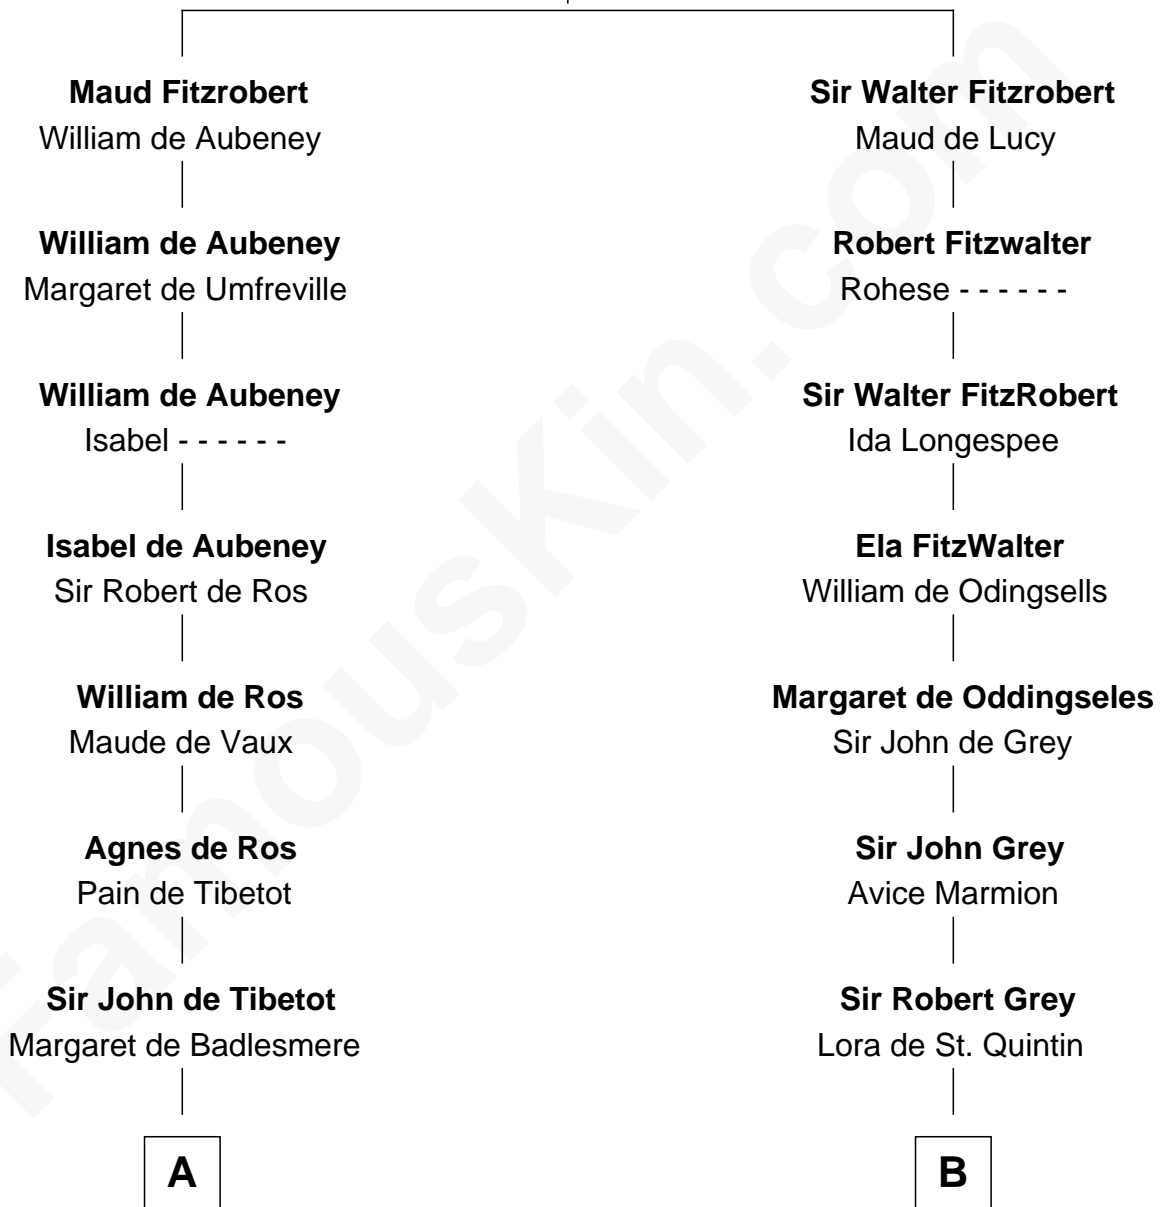 Maud Fitzrobert
William de Aubeney
William de Aubeney
Margaret de Umfreville
William de Aubeney
Isabel - - - - - -
Isabel de Aubeney
Sir Robert de Ros
William de Ros
Maude de Vaux
Agnes de Ros
Pain de Tibetot
Sir John de Tibetot
Margaret de Badlesmere
A
Sir Walter Fitzrobert
Maud de Lucy
Robert Fitzwalter
Rohese - - - - - -
Sir Walter FitzRobert
Ida Longespee
Ela FitzWalter
William de Odingsells
Margaret de Oddingseles
Sir John de Grey
Sir John Grey
Avice Marmion
Sir Robert Grey
Lora de St. Quintin
B
FamousKin.com